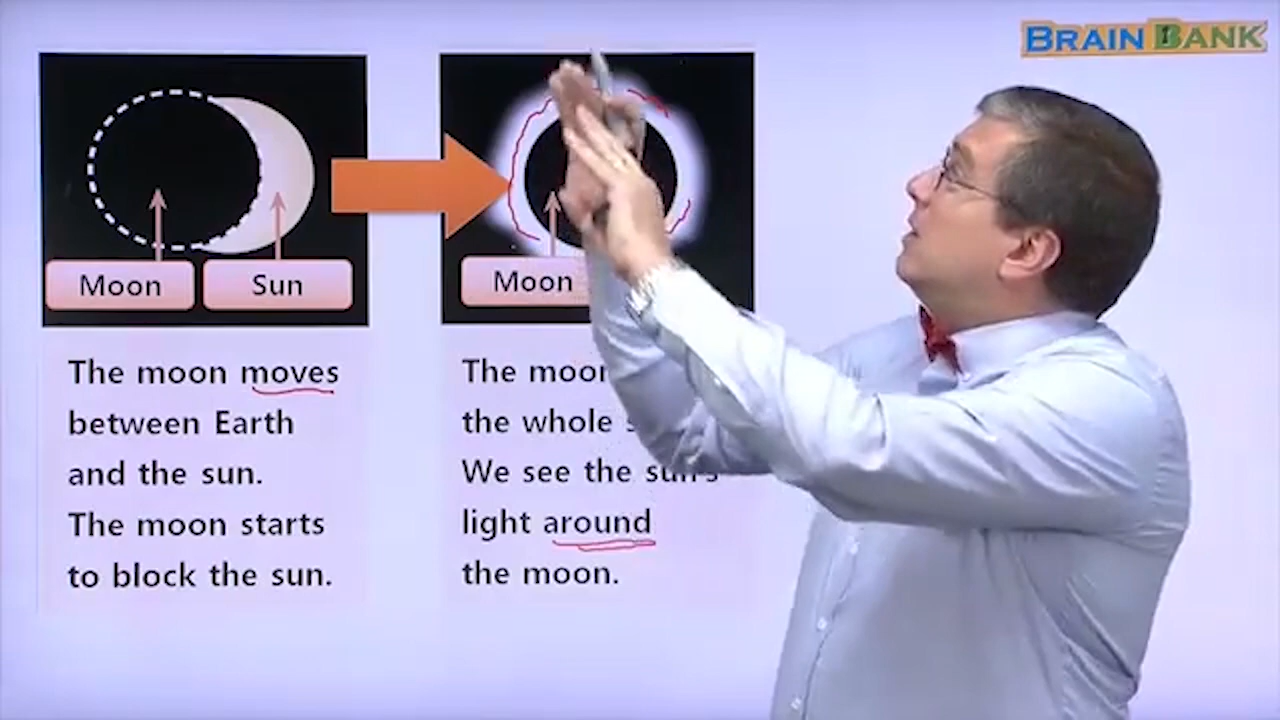 BRAIN BANK
Moon
Sun
Moon
The moon moves
between Earth
and the sun.
The moon starts
to block the sun.
The moon
the whole
We see the sun's
light around
the moon.